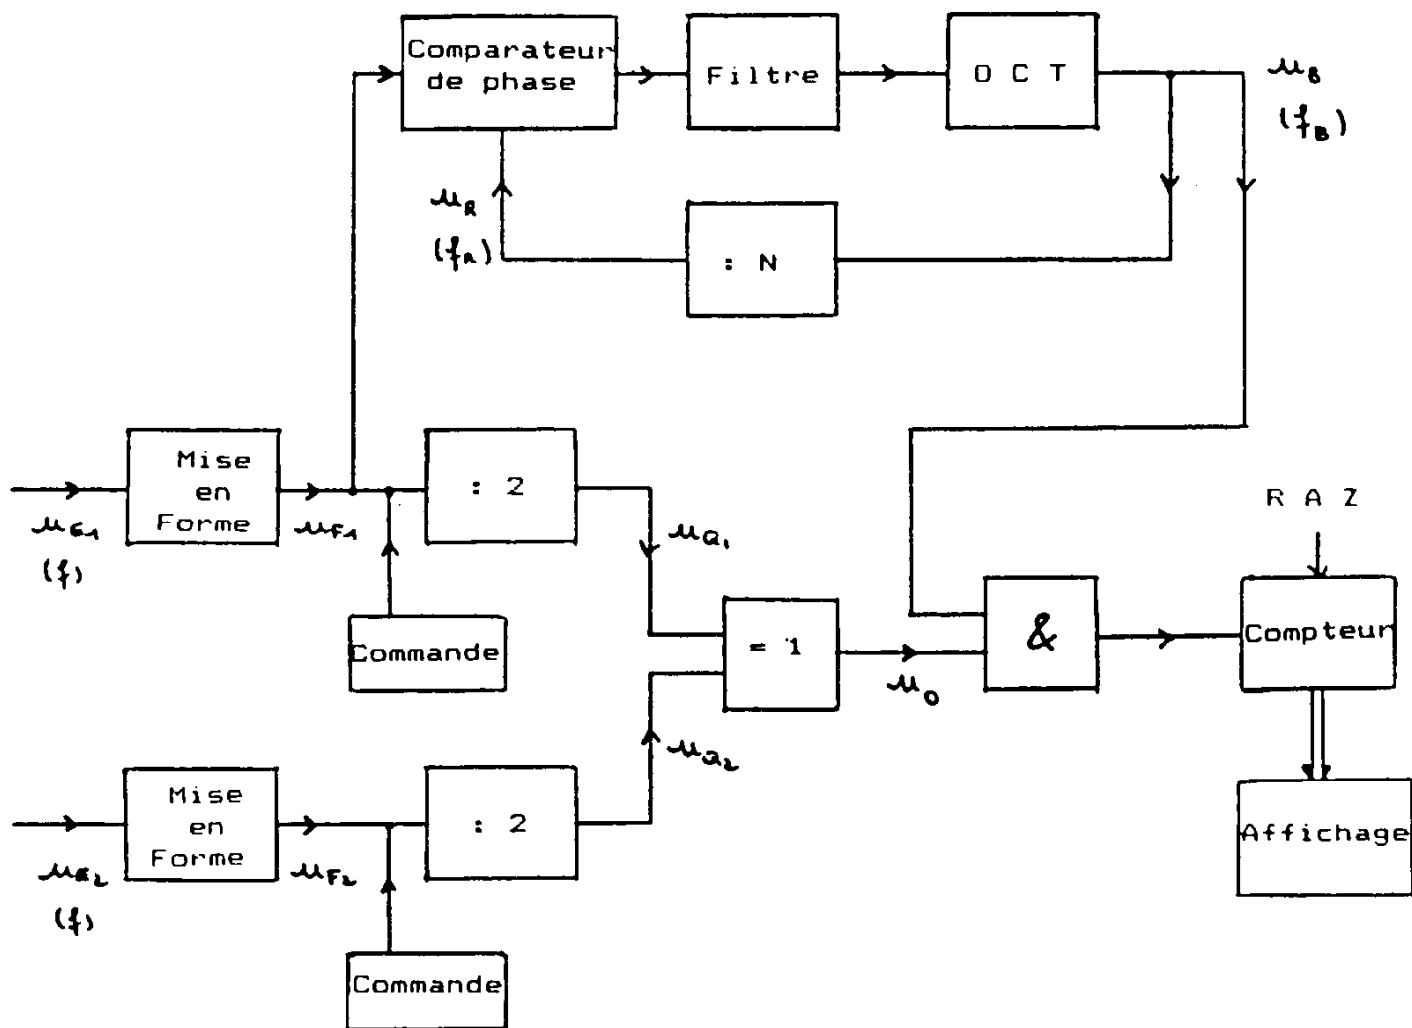 Comparateur
de phase
Filtre
O C T
u_B
(f_B)
u_R
(f_R)
: N
Mise
en
Forme
: 2
R A Z
u_E1
(f)
u_F1
u_Q1
Commande
= 1
&
Compteur
u_O
u_Q2
Mise
en
Forme
: 2
Affichage
u_E2
(f)
u_F2
Commande